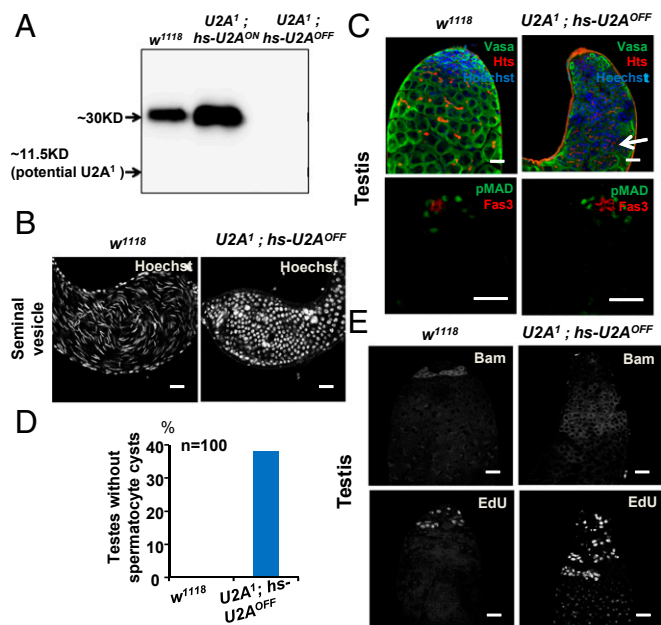 A
w1118
U2A1 ;
hs-U2AON
U2A1 ;
hs-U2AOFF
~30KD
~11.5KD
(potential U2A1 )
B
w1118
U2A1 ; hs-U2AOFF
Hoechst
Hoechst
Seminal
vesicle
D
%
n=100
40
30
20
10
0
Testes without
spermatocyte cysts
w1118
U2A1; hs-
U2AOFF
C
w1118
U2A1 ; hs-U2AOFF
Vasa
Hts
Hoechst
Vasa
Hts
Hoechst
Testis
pMAD
Fas3
pMAD
Fas3
E
w1118
U2A1 ; hs-U2AOFF
Bam
Bam
Testis
EdU
EdU